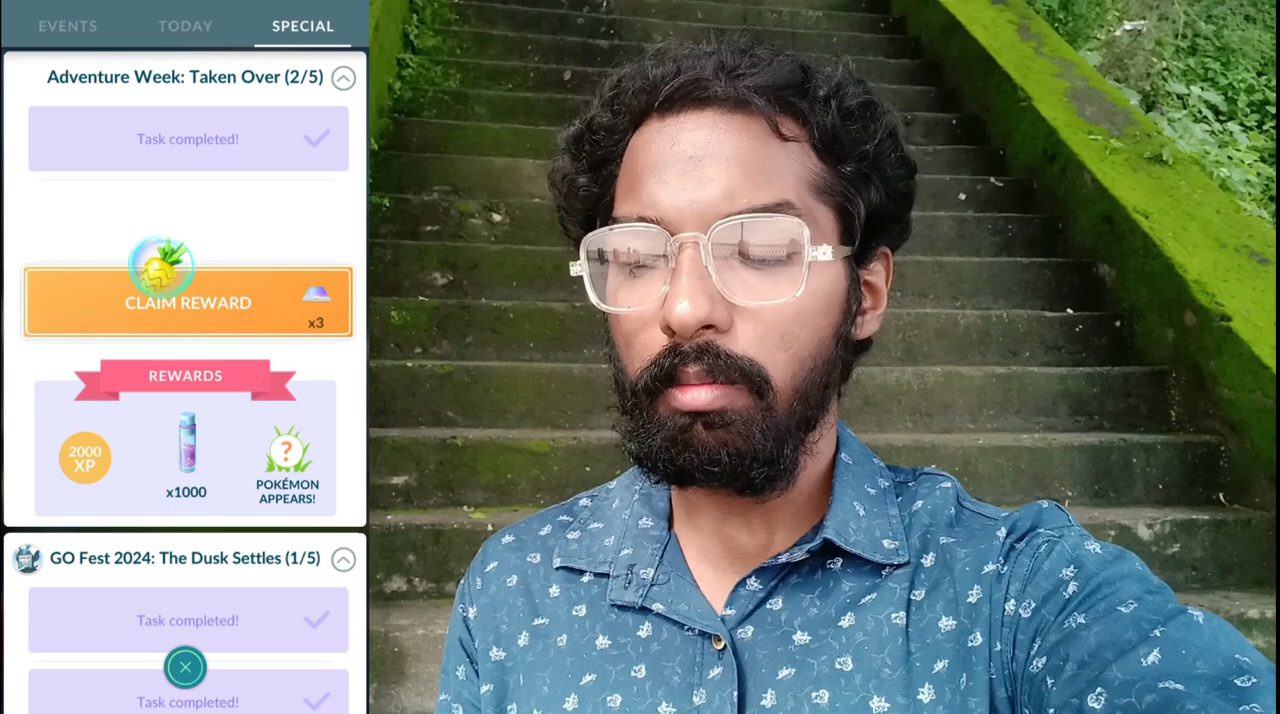 EVENTS
TODAY
SPECIAL
Adventure Week: Taken Over (2/5)
Task completed!
CLAIM REWARD
x3
REWARDS
2000
XP
x1000
?
POKÉMON
APPEARS!
GO Fest 2024: The Dusk Settles (1/5)
Task completed!
Task completed!